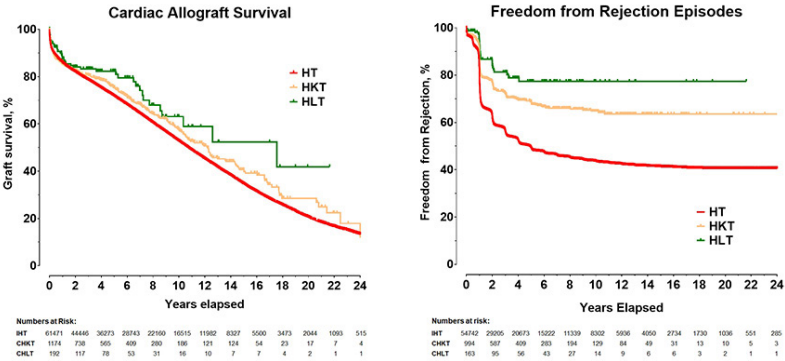 Cardiac Allograft Survival
Graft survival, %
100
80
60
40
20
0
HT
HKT
HLT
0 2 4 6 8 10 12 14 16 18 20 22 24
Years elapsed
Numbers at Risk:
IHT 61471 44446 36273 28743 22160 16515 11982 8327 5500 3473 2044 1093 515
CHKT 1174 738 565 409 280 186 121 124 54 23 17 7 4
CHLT 192 117 78 53 31 16 10 7 7 4 2 1 1
Freedom from Rejection Episodes
Freedom from Rejection, %
100
80
60
40
60
0
HT
HKT
HLT
0 2 4 6 8 10 12 14 16 18 20 22 24
Years Elapsed
Numbers at risk:
IHT 54742 29205 20673 15222 11339 8302 5936 4050 2734 1730 1036 551 285
CHKT 994 587 409 283 194 129 84 49 31 11 10 5 3
CHLT 163 95 56 43 27 14 9 6 6 3 2 1 1